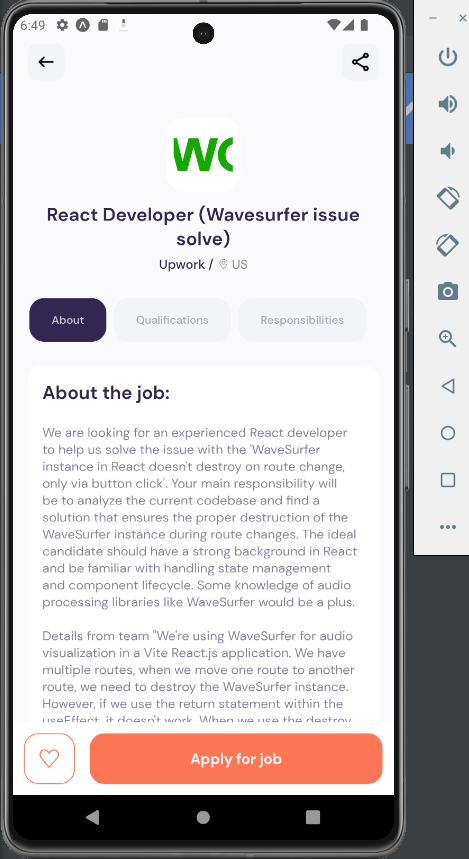 6:49
WC
React Developer (Wavesurfer issue
solve)
Upwork / US
About
Qualifications
Responsibilities
About the job:
We are looking for an experienced React developer
to help us solve the issue with the 'WaveSurfer
instance in React doesn't destroy on route change,
only via button click'. Your main responsibility will
be to analyze the current codebase and find a
solution that ensures the proper destruction of the
WaveSurfer instance during route changes. The ideal
candidate should have a strong background in React
and be familiar with handling state management
and component lifecycle. Some knowledge of audio
processing libraries like WaveSurfer would be a plus.
Details from team "We're using WaveSurfer for audio
visualization in a Vite React.js application. We have
multiple routes, when we move one route to another
route, we need to destroy the WaveSurfer instance.
However, if we use the return statement within the
useEffect, it doesn't work. When we use the destroy
Apply for job